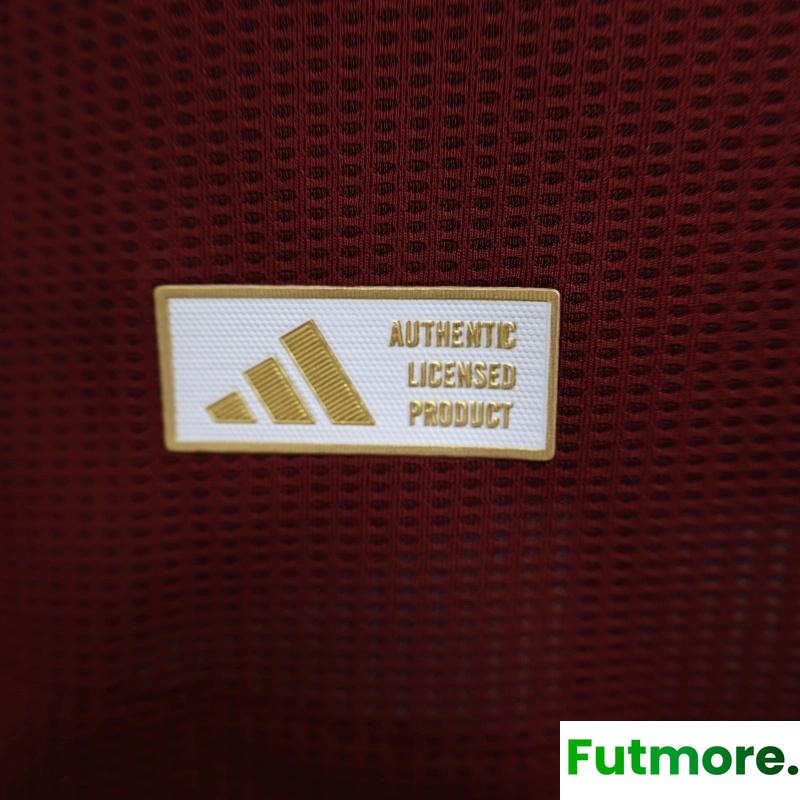 AUTHENTIC
LICENSED
PRODUCT
Futmore.